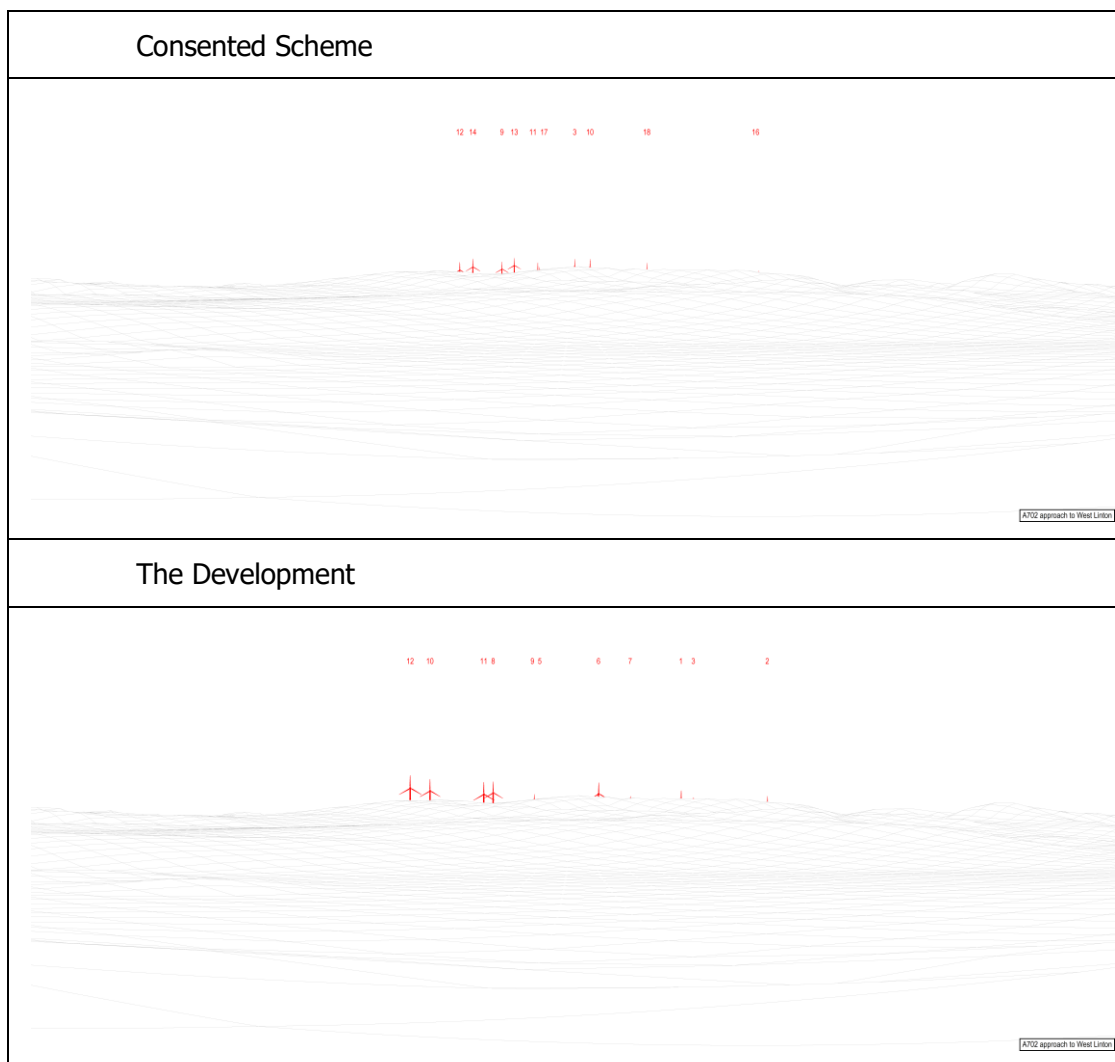 Consented Scheme
12 14 9 13 11 17 3 10 18 16
A702 approach to West Linton
The Development
12 10 11 8 9 5 6 7 1 3 2
A702 approach to West Linton